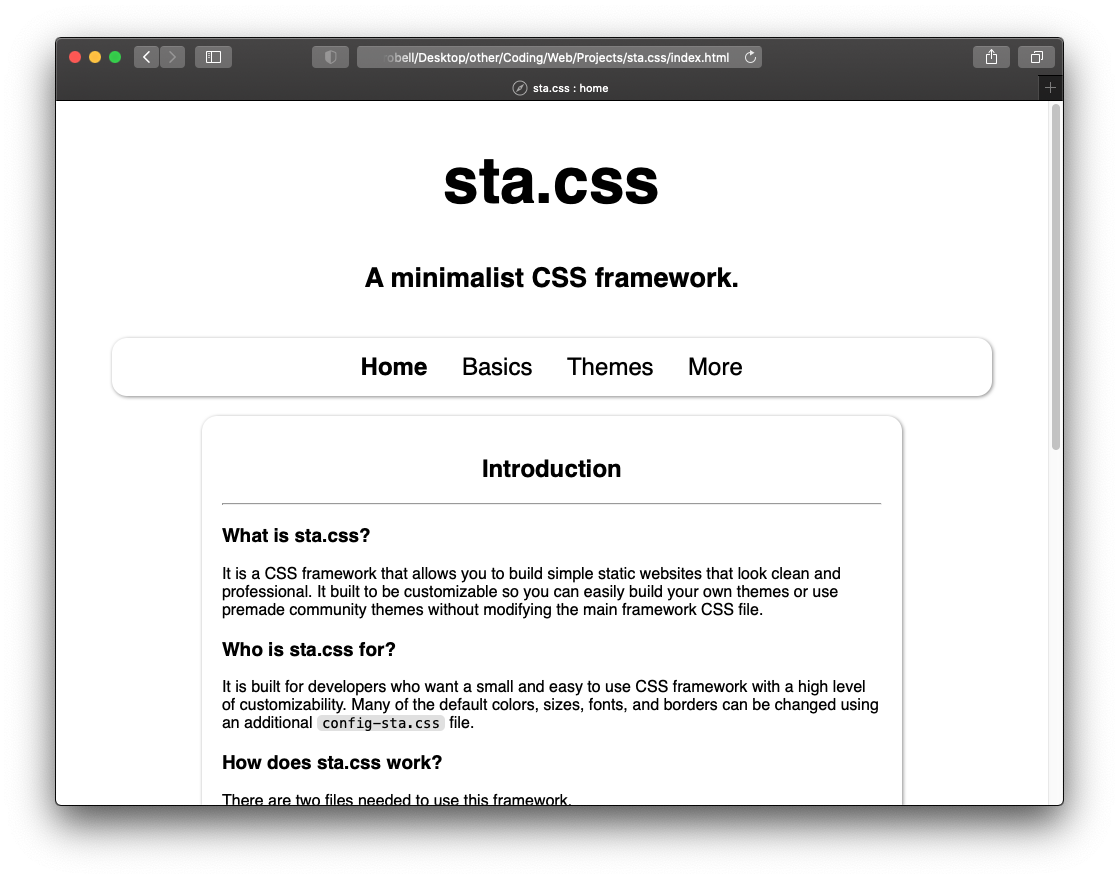 obell/Desktop/other/Coding/Web/Projects/sta.css/index.html
sta.css : home
sta.css
A minimalist CSS framework.
Home Basics Themes More
Introduction
What is sta.css?
It is a CSS framework that allows you to build simple static websites that look clean and
professional. It built to be customizable so you can easily build your own themes or use
premade community themes without modifying the main framework CSS file.
Who is sta.css for?
It is built for developers who want a small and easy to use CSS framework with a high level
of customizability. Many of the default colors, sizes, fonts, and borders can be changed using
an additional config-sta.css file.
How does sta.css work?
There are two files needed to use this framework.